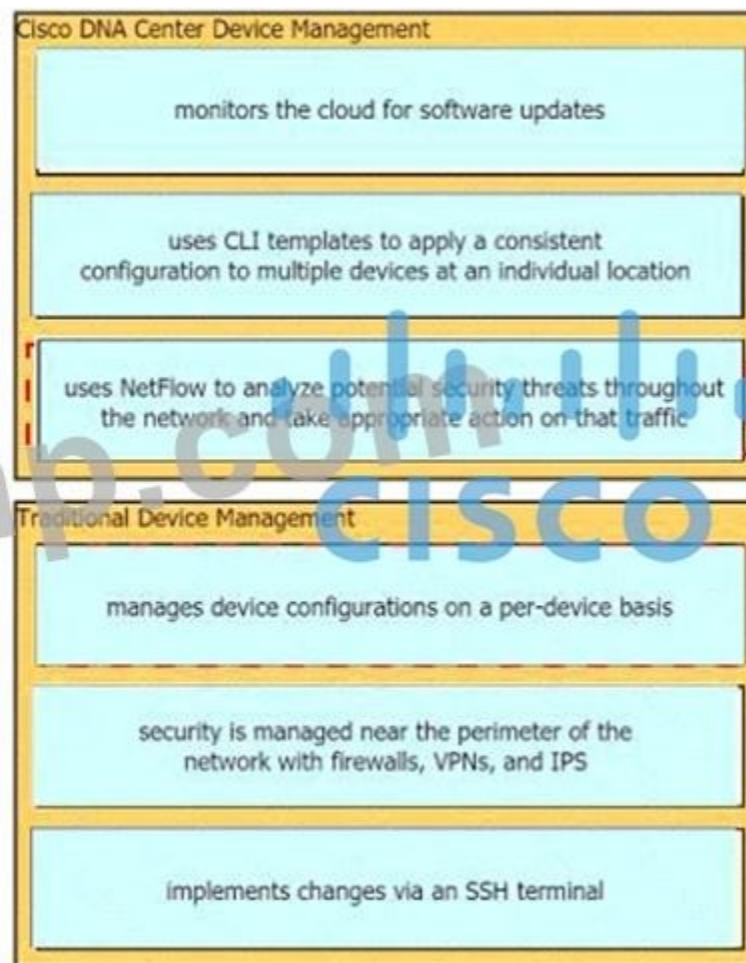 Cisco DNA Center Device Management
monitors the cloud for software updates
uses CLI templates to apply a consistent
configuration to multiple devices at an individual location
uses NetFlow to analyze potential security threats throughout
the network and take appropriate action on that traffic
p.com
CISCO
Traditional Device Management
manages device configurations on a per-device basis
security is managed near the perimeter of the
network with firewalls, VPNs, and IPS
implements changes via an SSH terminal